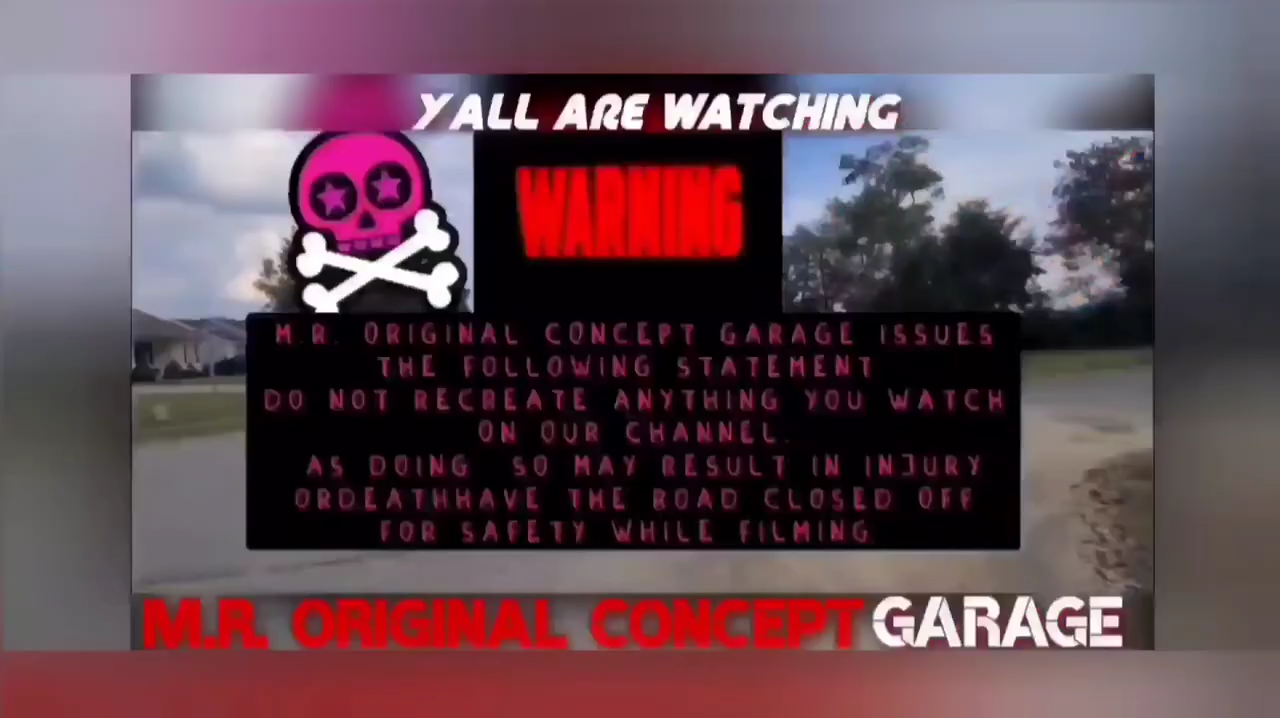 YALL ARE WATCHING
WARNING
M.R. ORIGINAL CONCEPT GARAGE ISSUES
THE FOLLOWING STATEMENT
DO NOT RECREATE ANYTHING YOU WATCH
ON OUR CHANNEL.
AS DOING SO MAY RESULT IN INJURY
ORDEATHHAVE THE ROAD CLOSED OFF
FOR SAFETY WHILE FILMING
M.R. ORIGINAL CONCEPT GARAGE